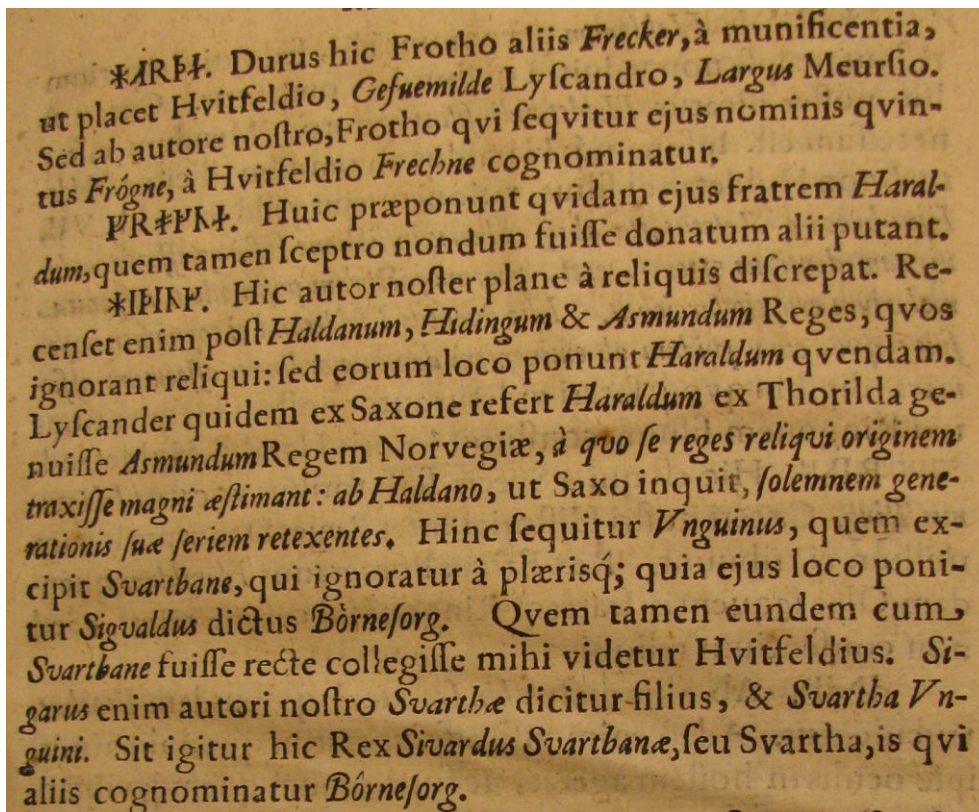 ᚼᛆᚱᚦᛅ. Durus hic Frotho aliis Frecker, à munificentia,
ut placet Hvitfeldio, Geſuemilde Lyſcandro, Largus Meurſio.
Sed ab autore noſtro, Frotho qvi ſeqvitur ejus nominis qvin-
tus Frógne, à Hvitfeldio Frechne cognominatur.
ᚠᚱᚯᚵᚿᛅ. Huic præponunt qvidam ejus fratrem Haral-
dum, quem tamen ſceptro nondum fuiſſe donatum alii putant.
ᚼᛁᚦᛁᚿᚵ. Hic autor noſter plane à reliquis diſcrepat. Re-
cenſet enim poſt Haldanum, Hidingum & Asmundum Reges, qvos
ignorant reliqui: ſed eorum loco ponunt Haraldum qvendam.
Lyſcander quidem ex Saxone refert Haraldum ex Thorilda ge-
nuiſſe Asmundum Regem Norvegiæ, à quo ſe reges reliqui originem
traxiſſe magni æſtimant: ab Haldano, ut Saxo inquit, ſolemnem gene-
rationis ſuæ ſeriem retexentes. Hinc ſequitur Vnguinus, quem ex-
cipit Svartbane, qui ignoratur à plærisq́; quia ejus loco poni-
tur Sigvaldus dictus Bòrneſorg. Qvem tamen eundem cum
Svartbane fuiſſe recte collegiſſe mihi videtur Hvitfeldius. Si-
garus enim autori noſtro Svarthæ dicitur filius, & Svartha Vn-
guini. Sit igitur hic Rex Sivardus Svartbanæ, ſeu Svartha, is qvi
aliis cognominatur Bôrneſorg.